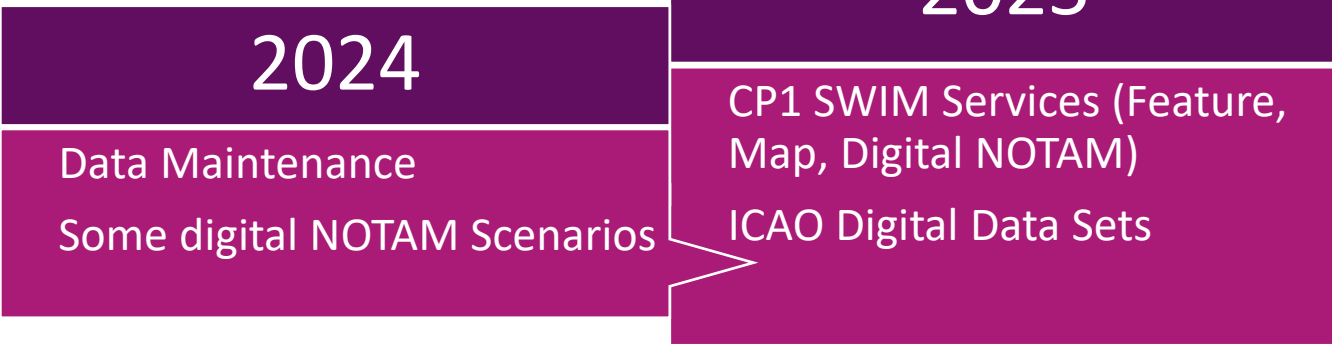 2024
Data Maintenance
Some digital NOTAM Scenarios
CP1 SWIM Services (Feature,
Map, Digital NOTAM)
ICAO Digital Data Sets